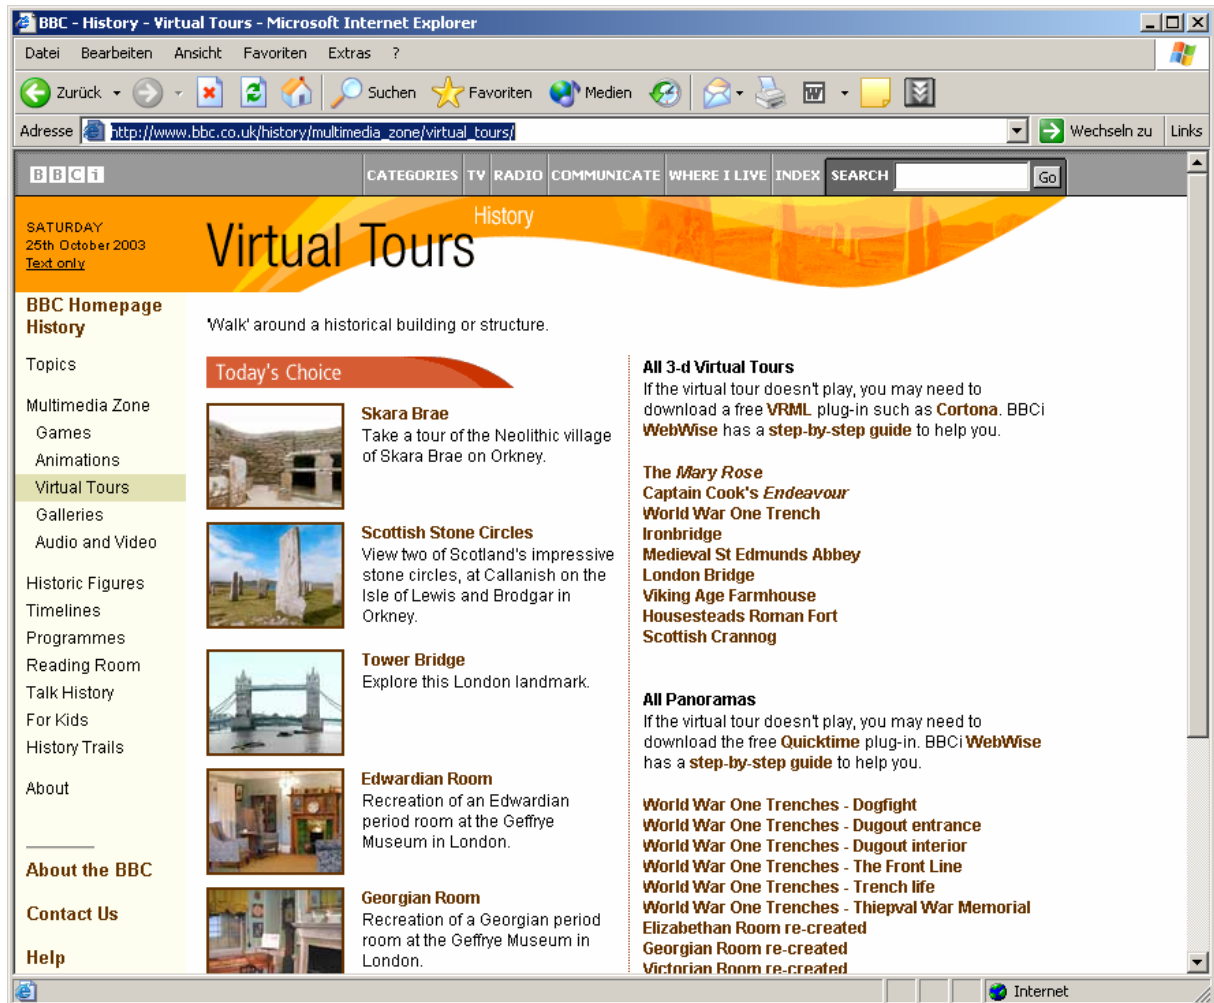 BBC - History - Virtual Tours - Microsoft Internet Explorer
Datei Bearbeiten Ansicht Favoriten Extras ?
Zurück Suchen Favoriten Medien
Adresse http://www.bbc.co.uk/history/multimedia_zone/virtual_tours/ Wechseln zu Links
BBCi CATEGORIES TV RADIO COMMUNICATE WHERE I LIVE INDEX SEARCH Go
SATURDAY
25th October 2003
Text only
History
Virtual Tours
BBC Homepage
History
Topics
Multimedia Zone
Games
Animations
Virtual Tours
Galleries
Audio and Video
Historic Figures
Timelines
Programmes
Reading Room
Talk History
For Kids
History Trails
About
About the BBC
Contact Us
Help
'Walk' around a historical building or structure.
Today's Choice
Skara Brae
Take a tour of the Neolithic village
of Skara Brae on Orkney.
Scottish Stone Circles
View two of Scotland's impressive
stone circles, at Callanish on the
Isle of Lewis and Brodgar in
Orkney.
Tower Bridge
Explore this London landmark.
Edwardian Room
Recreation of an Edwardian
period room at the Geffrye
Museum in London.
Georgian Room
Recreation of a Georgian period
room at the Geffrye Museum in
London.
All 3-d Virtual Tours
If the virtual tour doesn't play, you may need to
download a free VRML plug-in such as Cortona. BBCi
WebWise has a step-by-step guide to help you.
The Mary Rose
Captain Cook's Endeavour
World War One Trench
Ironbridge
Medieval St Edmunds Abbey
London Bridge
Viking Age Farmhouse
Housesteads Roman Fort
Scottish Crannog
All Panoramas
If the virtual tour doesn't play, you may need to
download the free Quicktime plug-in. BBCi WebWise
has a step-by-step guide to help you.
World War One Trenches - Dogfight
World War One Trenches - Dugout entrance
World War One Trenches - Dugout interior
World War One Trenches - The Front Line
World War One Trenches - Trench life
World War One Trenches - Thiepval War Memorial
Elizabethan Room re-created
Georgian Room re-created
Victorian Room re-created
Internet